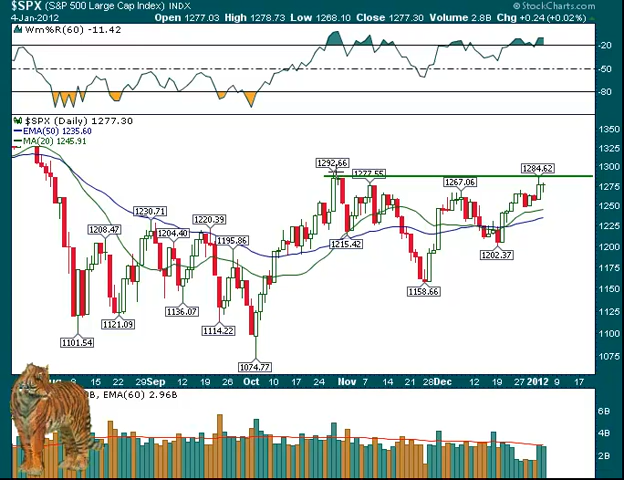 $SPX (S&P 500 Large Cap Index) INDX
© StockCharts.com
4-Jan-2012 Open 1277.03 High 1278.73 Low 1268.10 Close 1277.30 Volume 2.8B Chg +0.24 (+0.02%)
Wm%R(60) -11.42
-20
-50
-80
$SPX (Daily) 1277.30
EMA(50) 1235.60
MA(20) 1245.91
1350
1325
1300
1275
1250
1225
1200
1175
1150
1125
1100
1075
1292.66
1277.55
1267.06
1284.62
1230.71
1208.47
1204.40
1220.39
1195.86
1215.42
1202.37
1158.66
1136.07
1121.09
1114.22
1101.54
1074.77
8 15 22 29 Sep 12 19 26 Oct 10 17 24 Nov 7 14 21 28 Dec 12 19 27 2012 9 17
0B, EMA(60) 2.96B
6B
4B
2B